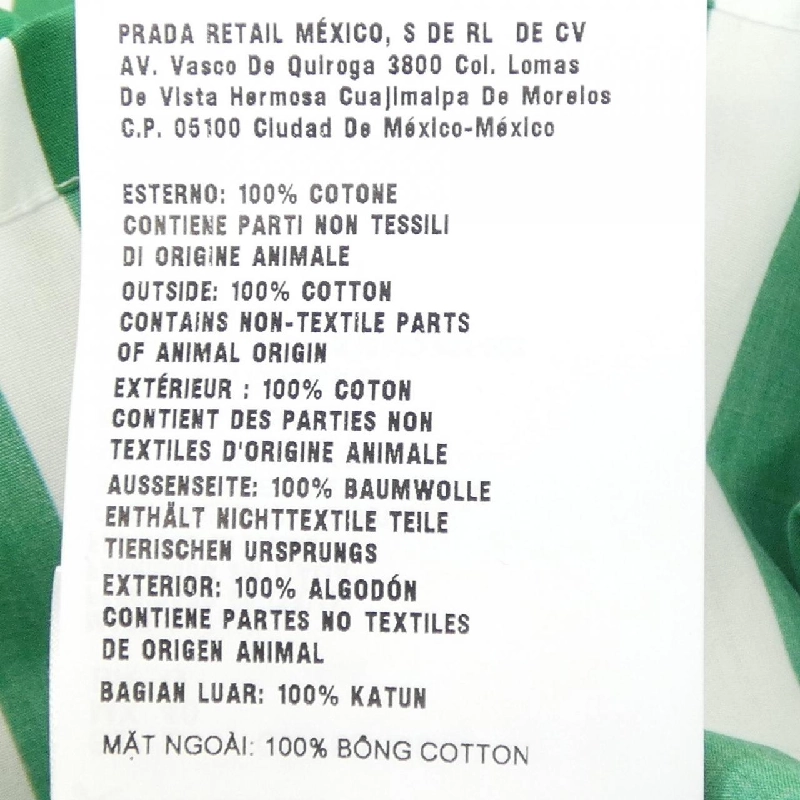 PRADA RETAIL MÉXICO, S DE RL DE CV
AV. Vasco De Quiroga 3800 Col. Lomas
De Vista Hermosa Cuajimalpa De Morelos
C.P. 05100 Ciudad De México-México
ESTERNO: 100% COTONE
CONTIENE PARTI NON TESSILI
DI ORIGINE ANIMALE
OUTSIDE: 100% COTTON
CONTAINS NON-TEXTILE PARTS
OF ANIMAL ORIGIN
EXTÉRIEUR : 100% COTON
CONTIENT DES PARTIES NON
TEXTILES D'ORIGINE ANIMALE
AUSSENSEITE: 100% BAUMWOLLE
ENTHÄLT NICHTTEXTILE TEILE
TIERISCHEN URSPRUNGS
EXTERIOR: 100% ALGODÓN
CONTIENE PARTES NO TEXTILES
DE ORIGEN ANIMAL
BAGIAN LUAR: 100% KATUN
MẶT NGOÀI: 100% BÔNG COTTON